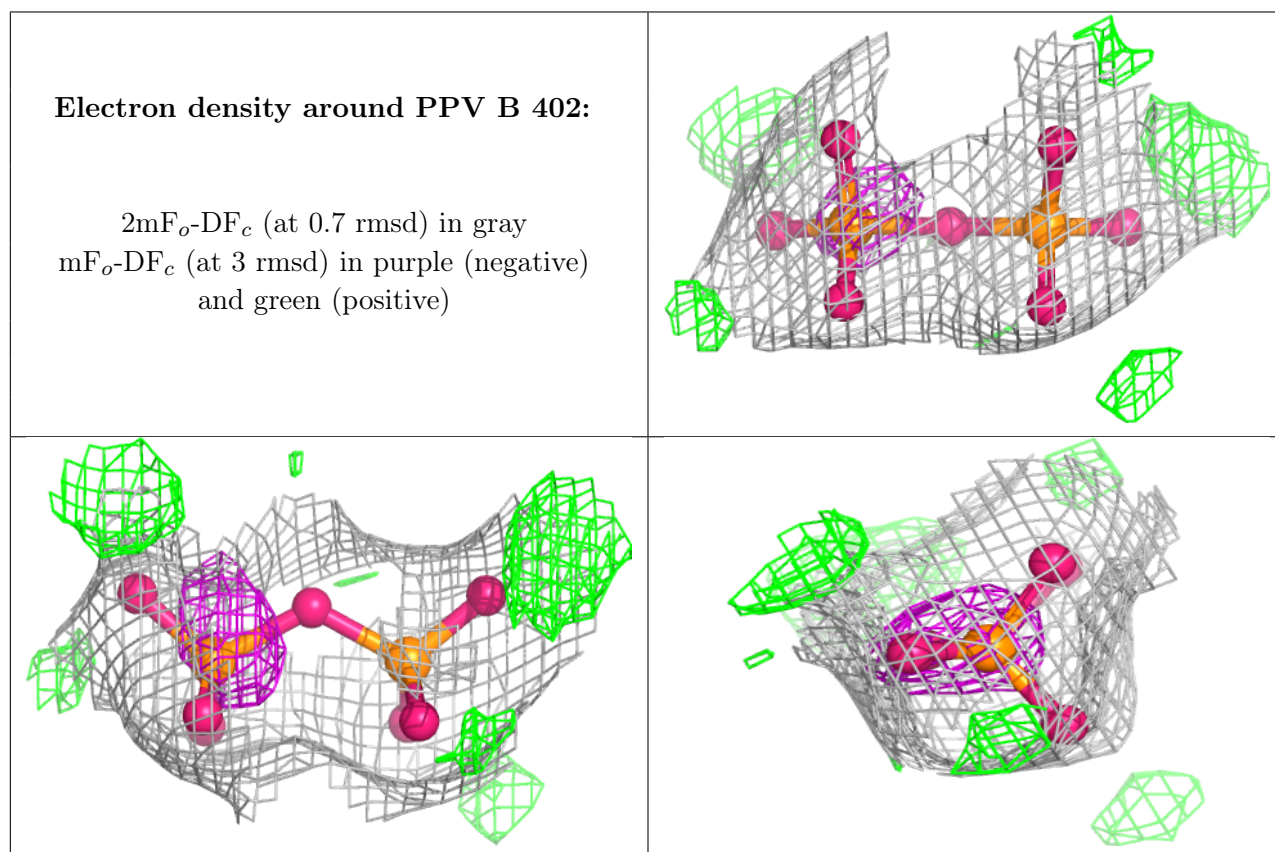 Electron density around PPV B 402:
2mFo-DFc (at 0.7 rmsd) in gray
mFo-DFc (at 3 rmsd) in purple (negative)
and green (positive)